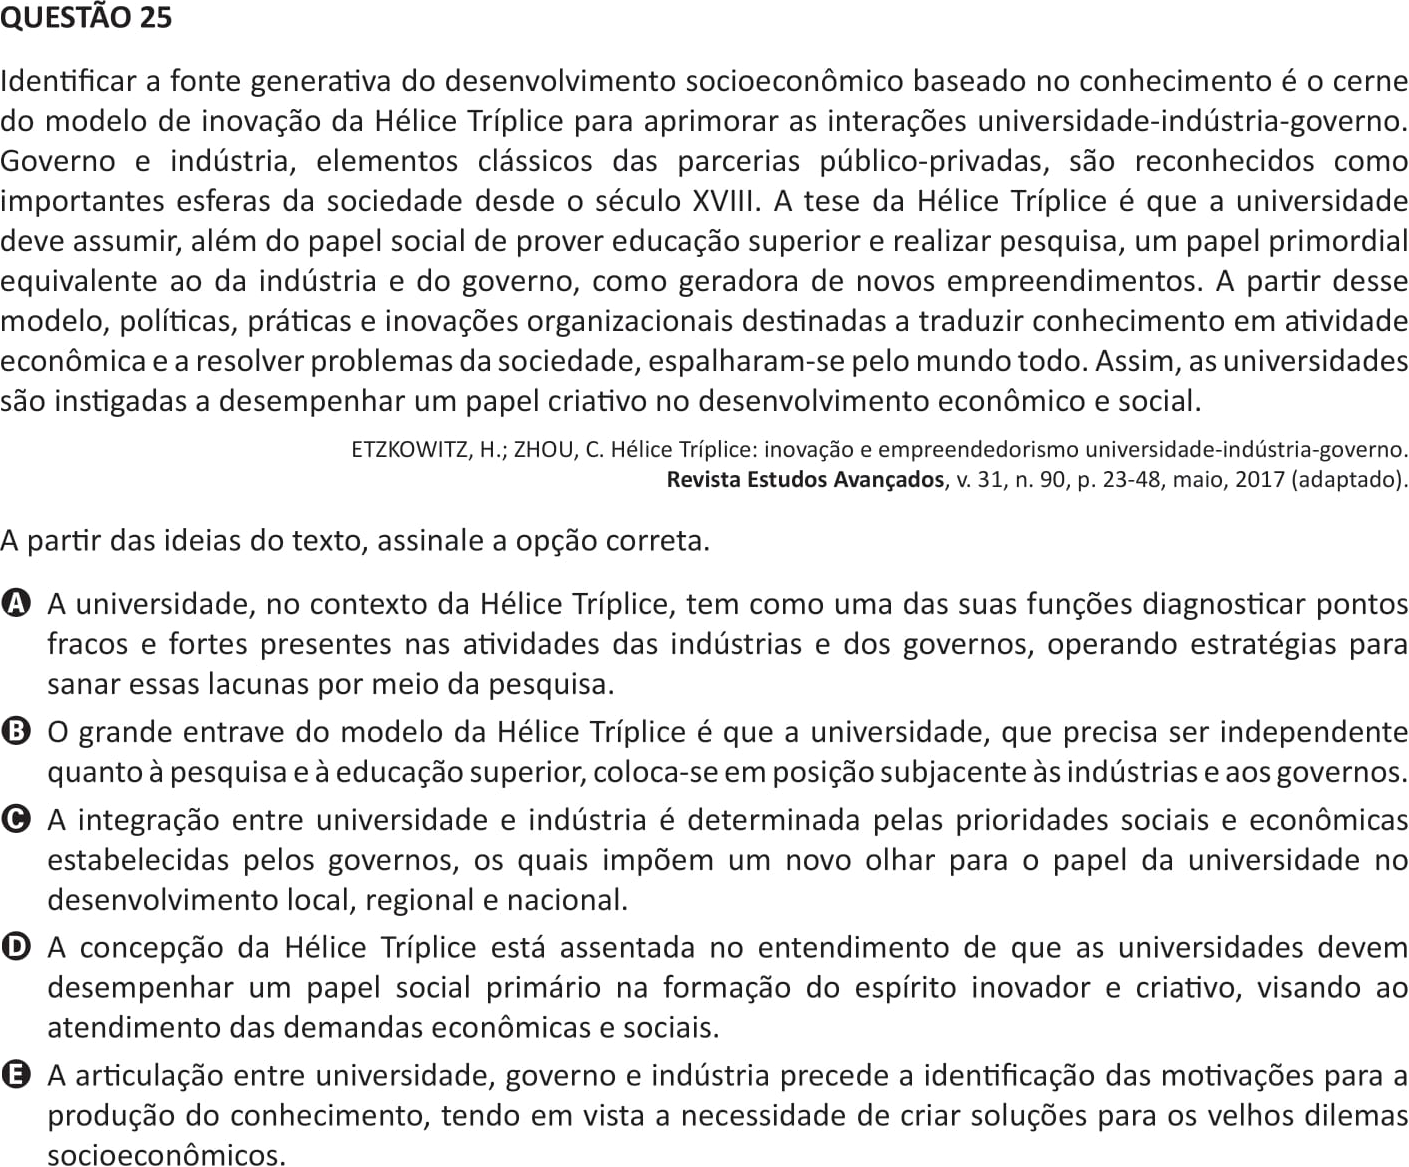 QUESTÃO 25
Identificar a fonte generativa do desenvolvimento socioeconômico baseado no conhecimento é o cerne
do modelo de inovação da Hélice Tríplice para aprimorar as interações universidade-indústria-governo.
Governo e indústria, elementos clássicos das parcerias público-privadas, são reconhecidos como
importantes esferas da sociedade desde o século XVIII. A tese da Hélice Tríplice é que a universidade
deve assumir, além do papel social de prover educação superior e realizar pesquisa, um papel primordial
equivalente ao da indústria e do governo, como geradora de novos empreendimentos. A partir desse
modelo, políticas, práticas e inovações organizacionais destinadas a traduzir conhecimento em atividade
econômica e a resolver problemas da sociedade, espalharam-se pelo mundo todo. Assim, as universidades
são instigadas a desempenhar um papel criativo no desenvolvimento econômico e social.
ETZKOWITZ, H.; ZHOU, C. Hélice Tríplice: inovação e empreendedorismo universidade-indústria-governo.
Revista Estudos Avançados, v. 31, n. 90, p. 23-48, maio, 2017 (adaptado).
A partir das ideias do texto, assinale a opção correta.
A A universidade, no contexto da Hélice Tríplice, tem como uma das suas funções diagnosticar pontos
fracos e fortes presentes nas atividades das indústrias e dos governos, operando estratégias para
sanar essas lacunas por meio da pesquisa.
B O grande entrave do modelo da Hélice Tríplice é que a universidade, que precisa ser independente
quanto à pesquisa e à educação superior, coloca-se em posição subjacente às indústrias e aos governos.
C A integração entre universidade e indústria é determinada pelas prioridades sociais e econômicas
estabelecidas pelos governos, os quais impõem um novo olhar para o papel da universidade no
desenvolvimento local, regional e nacional.
D A concepção da Hélice Tríplice está assentada no entendimento de que as universidades devem
desempenhar um papel social primário na formação do espírito inovador e criativo, visando ao
atendimento das demandas econômicas e sociais.
E A articulação entre universidade, governo e indústria precede a identificação das motivações para a
produção do conhecimento, tendo em vista a necessidade de criar soluções para os velhos dilemas
socioeconômicos.